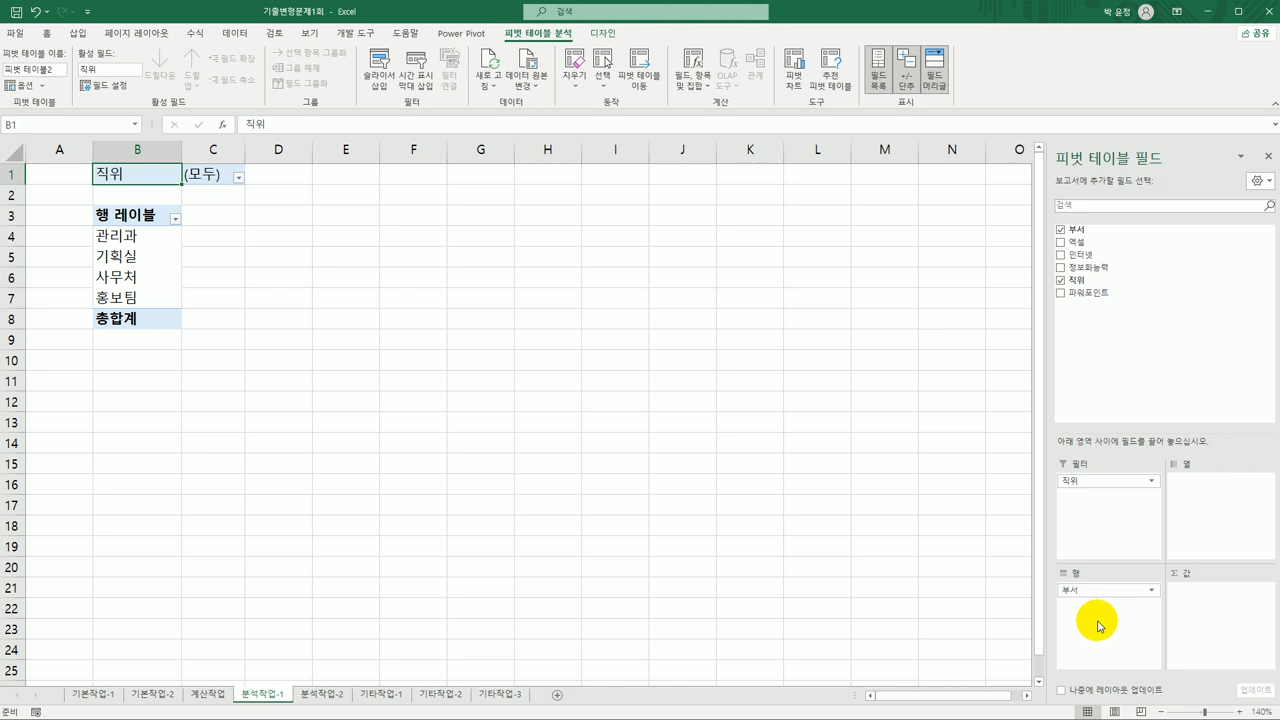 기출변형문제1회 - Excel
검색
박 윤정
파일 홈 삽입 페이지 레이아웃 수식 데이터 검토 보기 개발 도구 도움말 Power Pivot 피벗 테이블 분석 디자인
공유
피벗 테이블 이름:
피벗 테이블2
옵션
피벗 테이블
활성 필드:
직위
필드 설정
드릴다운
드릴
업
필드 확장
필드 축소
활성 필드
선택 항목 그룹화
그룹 해제
필드 그룹화
그룹
슬라이서
삽입
시간 표시
막대 삽입
필터
연결
필터
새로 고
침
데이터 원본
변경
데이터
지우기
선택
피벗 테이블
이동
동작
필드, 항목
및 집합
OLAP
도구
관계
계산
피벗
차트
추천
피벗 테이블
도구
필드
목록
+/-
단추
필드
머리글
표시
B1
fx
직위
A B C D E F G H I J K L M N O
1 직위 (모두)
2
3 행 레이블
4 관리과
5 기획실
6 사무처
7 홍보팀
8 총합계
9
10
11
12
13
14
15
16
17
18
19
20
21
22
23
24
25
피벗 테이블 필드
보고서에 추가할 필드 선택:
검색
부서
엑셀
인터넷
정보화능력
직위
파워포인트
아래 영역 사이에 필드를 끌어 놓으십시오.
필터
직위
열
행
부서
Σ 값
나중에 레이아웃 업데이트
업데이트
기본작업-1 기본작업-2 계산작업 분석작업-1 분석작업-2 기타작업-1 기타작업-2 기타작업-3
준비
140%